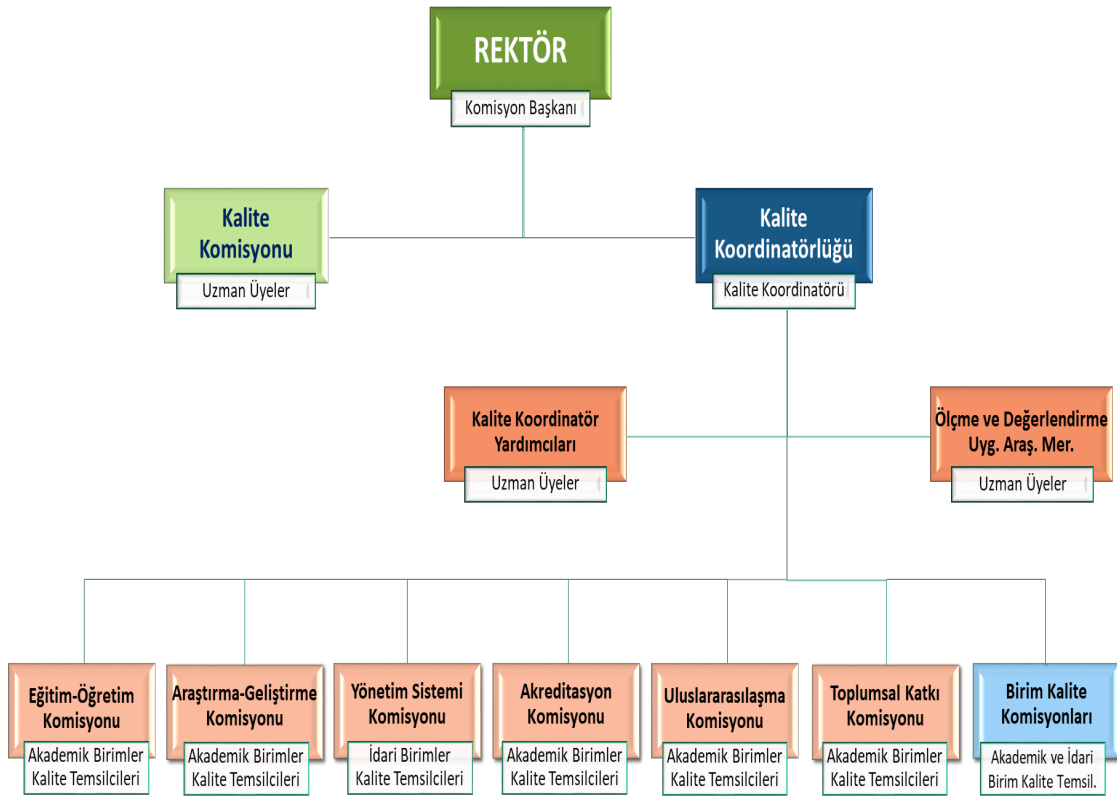 REKTÖR
Komisyon Başkanı
Kalite
Komisyonu
Uzman Üyeler
Kalite
Koordinatörlüğü
Kalite Koordinatörü
Kalite Koordinatör
Yardımcıları
Uzman Üyeler
Ölçme ve Değerlendirme
Uyg. Araş. Mer.
Uzman Üyeler
Eğitim-Öğretim
Komisyonu
Akademik Birimler
Kalite Temsilcileri
Araştırma-Geliştirme
Komisyonu
Akademik Birimler
Kalite Temsilcileri
Yönetim Sistemi
Komisyonu
İdari Birimler
Kalite Temsilcileri
Akreditasyon
Komisyonu
Akademik Birimler
Kalite Temsilcileri
Uluslararasılaşma
Komisyonu
Akademik Birimler
Kalite Temsilcileri
Toplumsal Katkı
Komisyonu
Akademik Birimler
Kalite Temsilcileri
Birim Kalite
Komisyonları
Akademik ve İdari
Birim Kalite Temsil.